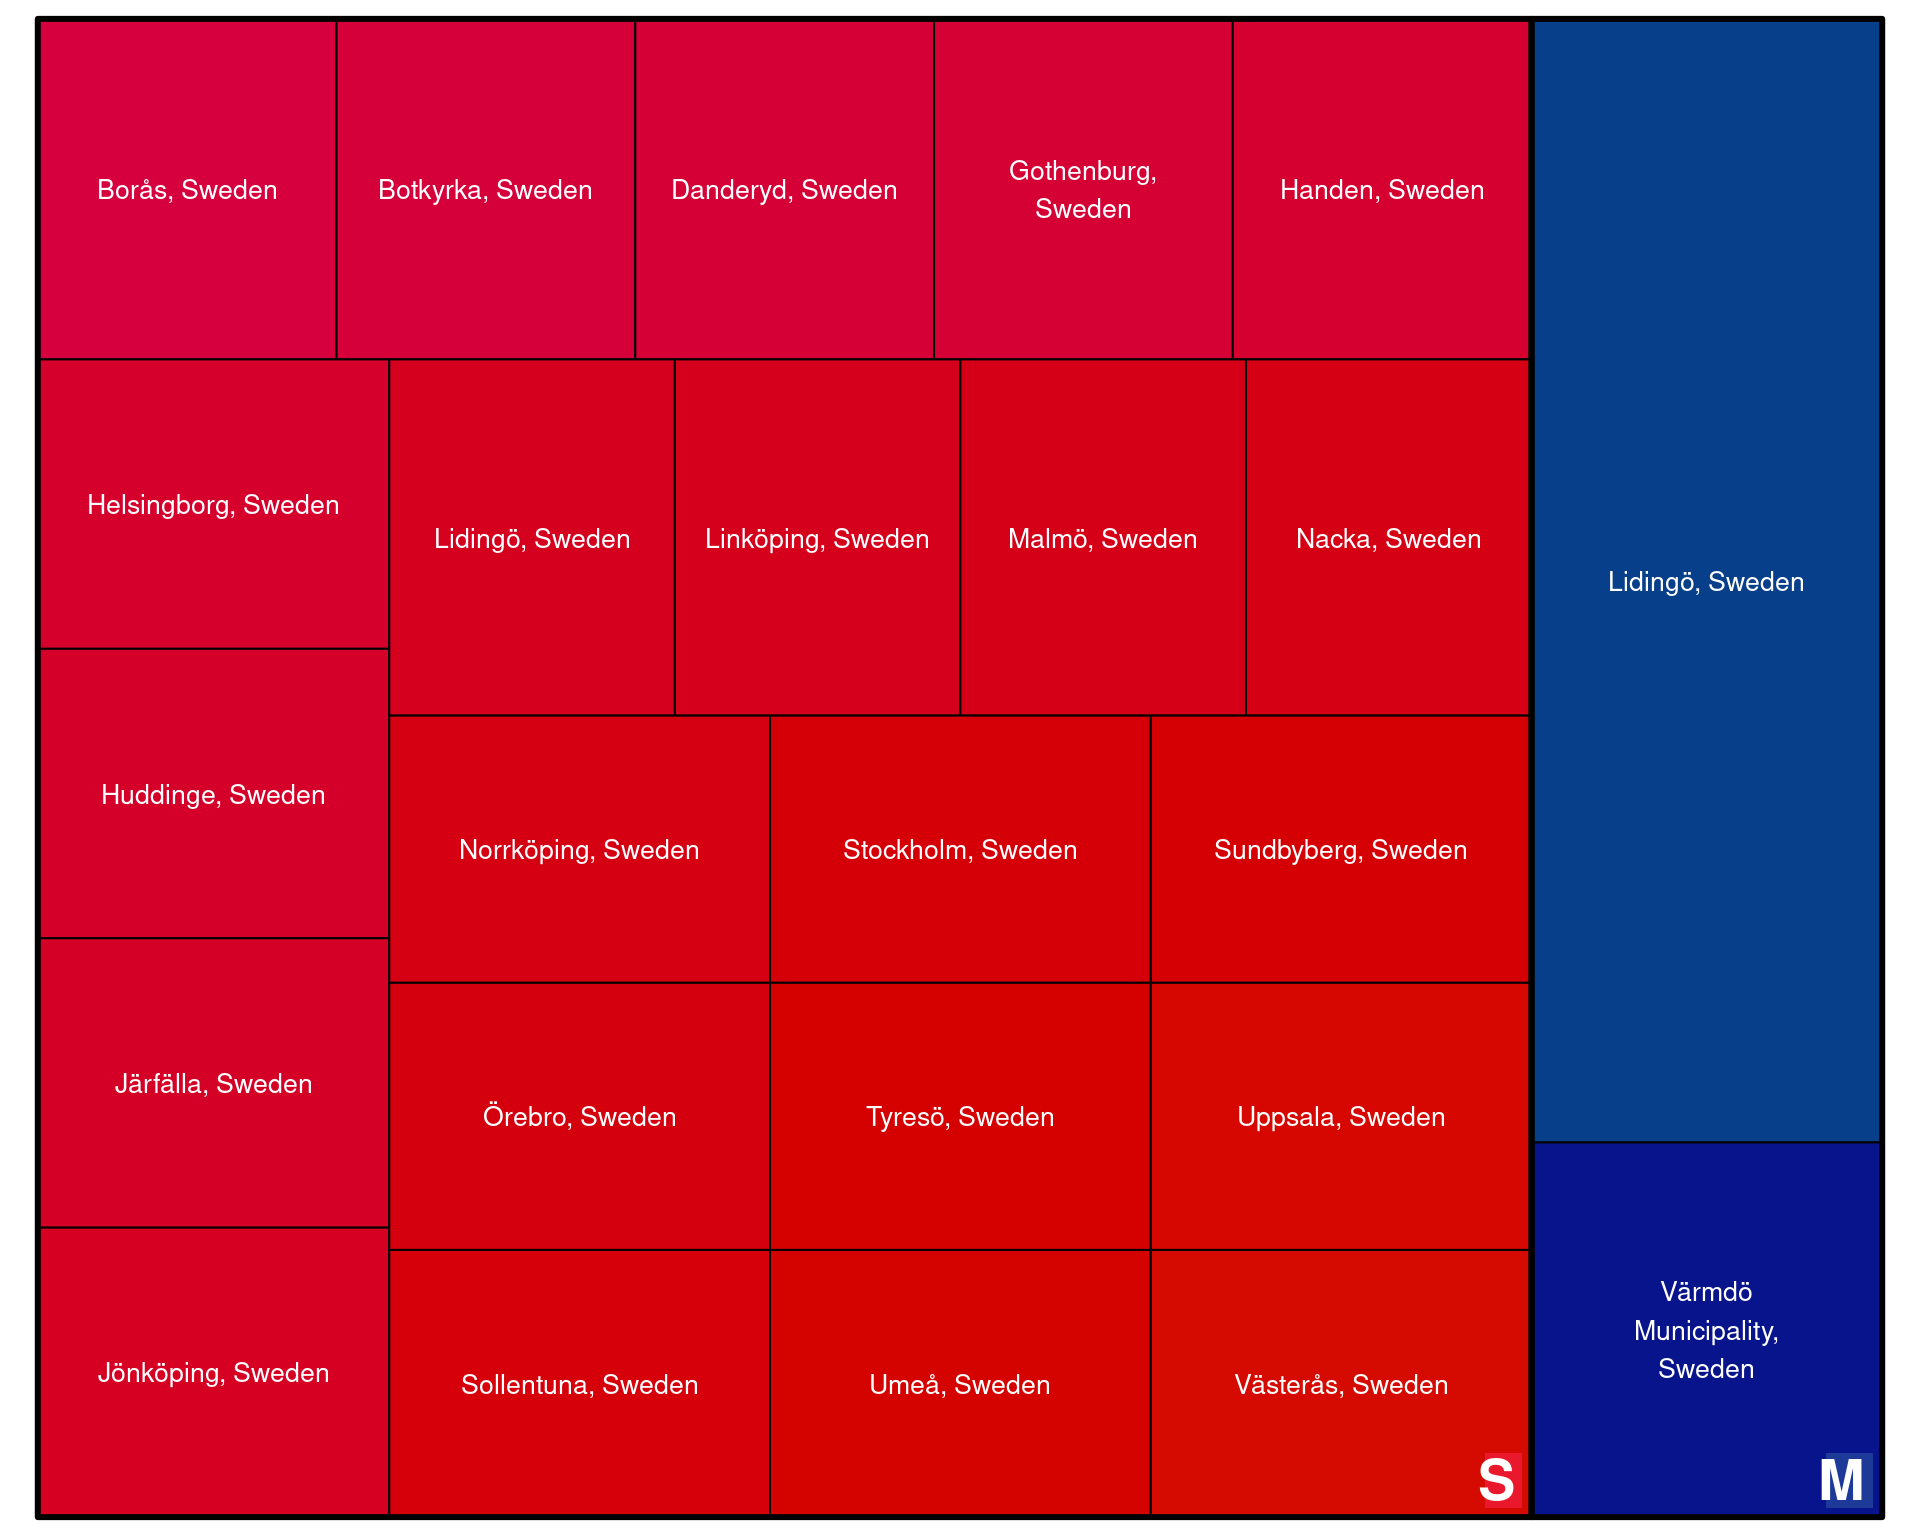 Borås, Sweden
Botkyrka, Sweden
Danderyd, Sweden
Gothenburg,
Sweden
Handen, Sweden
Helsingborg, Sweden
Lidingö, Sweden
Linköping, Sweden
Malmö, Sweden
Nacka, Sweden
Lidingö, Sweden
Huddinge, Sweden
Norrköping, Sweden
Stockholm, Sweden
Sundbyberg, Sweden
Järfälla, Sweden
Örebro, Sweden
Tyresö, Sweden
Uppsala, Sweden
Jönköping, Sweden
Sollentuna, Sweden
Umeå, Sweden
Västerås, Sweden
Värmdö
Municipality,
Sweden
S
M